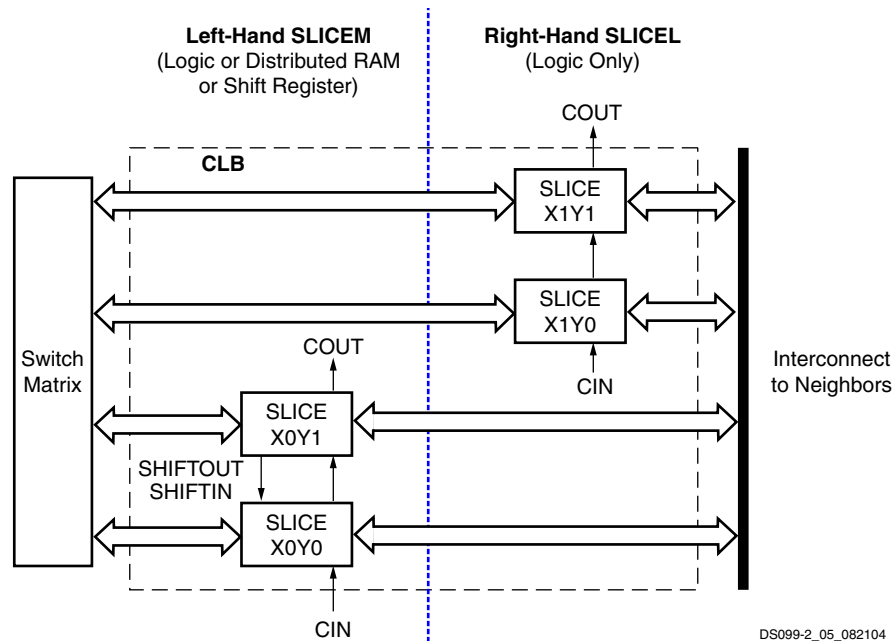 Left-Hand SLICEM
(Logic or Distributed RAM
or Shift Register)
Right-Hand SLICEL
(Logic Only)
COUT
CLB
SLICE
X1Y1
SLICE
X1Y0
COUT
CIN
Switch
Matrix
Interconnect
to Neighbors
SLICE
X0Y1
SHIFTOUT
SHIFTIN
SLICE
X0Y0
CIN
DS099-2_05_082104